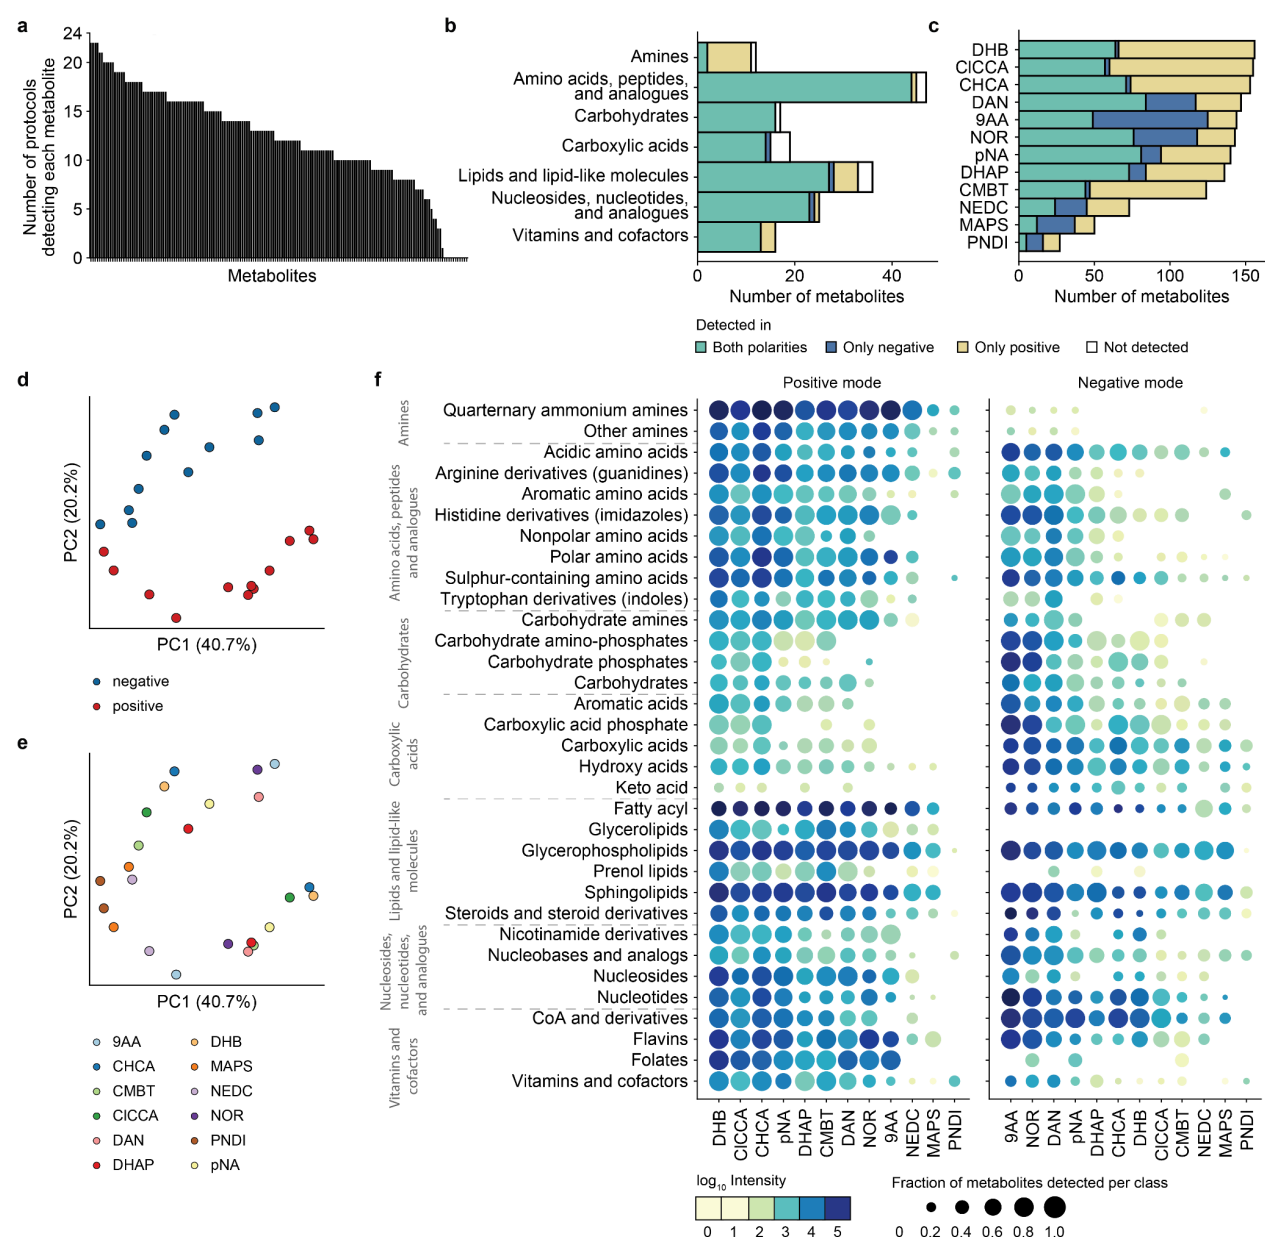 a
Number of protocols
detecting each metabolite
24
20
15
10
5
0
Metabolites
b
Amines
Amino acids, peptides,
and analogues
Carbohydrates
Carboxylic acids
Lipids and lipid-like molecules
Nucleosides, nucleotides,
and analogues
Vitamins and cofactors
0 20 40
Number of metabolites
c
DHB
ClCCA
CHCA
DAN
9AA
NOR
pNA
DHAP
CMBT
NEDC
MAPS
PNDI
0 50 100 150
Number of metabolites
Detected in
Both polarities Only negative Only positive Not detected
d
PC2 (20.2%)
PC1 (40.7%)
negative
positive
e
PC2 (20.2%)
PC1 (40.7%)
9AA DHB
CHCA MAPS
CMBT NEDC
ClCCA NOR
DAN PNDI
DHAP pNA
f
Positive mode Negative mode
Amines
Quarternary ammonium amines
Other amines
Amino acids, peptides
and analogues
Acidic amino acids
Arginine derivatives (guanidines)
Aromatic amino acids
Histidine derivatives (imidazoles)
Nonpolar amino acids
Polar amino acids
Sulphur-containing amino acids
Tryptophan derivatives (indoles)
Carbohydrates
Carbohydrate amines
Carbohydrate amino-phosphates
Carbohydrate phosphates
Carbohydrates
Carboxylic
acids
Aromatic acids
Carboxylic acid phosphate
Carboxylic acids
Hydroxy acids
Keto acid
Lipids and lipid-like
molecules
Fatty acyl
Glycerolipids
Glycerophospholipids
Prenol lipids
Sphingolipids
Steroids and steroid derivatives
Nucleosides,
nucleotides,
and analogues
Nicotinamide derivatives
Nucleobases and analogs
Nucleosides
Nucleotides
Vitamins and
cofactors
CoA and derivatives
Flavins
Folates
Vitamins and cofactors
DHB ClCCA CHCA pNA DHAP CMBT DAN NOR 9AA NEDC MAPS PNDI
9AA NOR DAN pNA DHAP CHCA DHB ClCCA CMBT NEDC MAPS PNDI
log10 Intensity
0 1 2 3 4 5
Fraction of metabolites detected per class
0 0.2 0.4 0.6 0.8 1.0